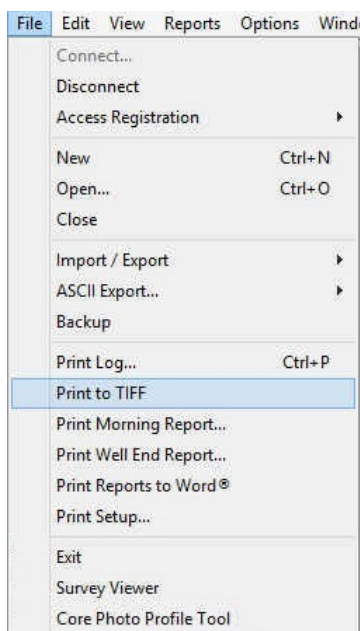 File Edit View Reports Options Wind
Connect...
Disconnect
Access Registration
New Ctrl+N
Open... Ctrl+O
Close
Import / Export
ASCII Export...
Backup
Print Log... Ctrl+P
Print to TIFF
Print Morning Report...
Print Well End Report...
Print Reports to Word®
Print Setup...
Exit
Survey Viewer
Core Photo Profile Tool